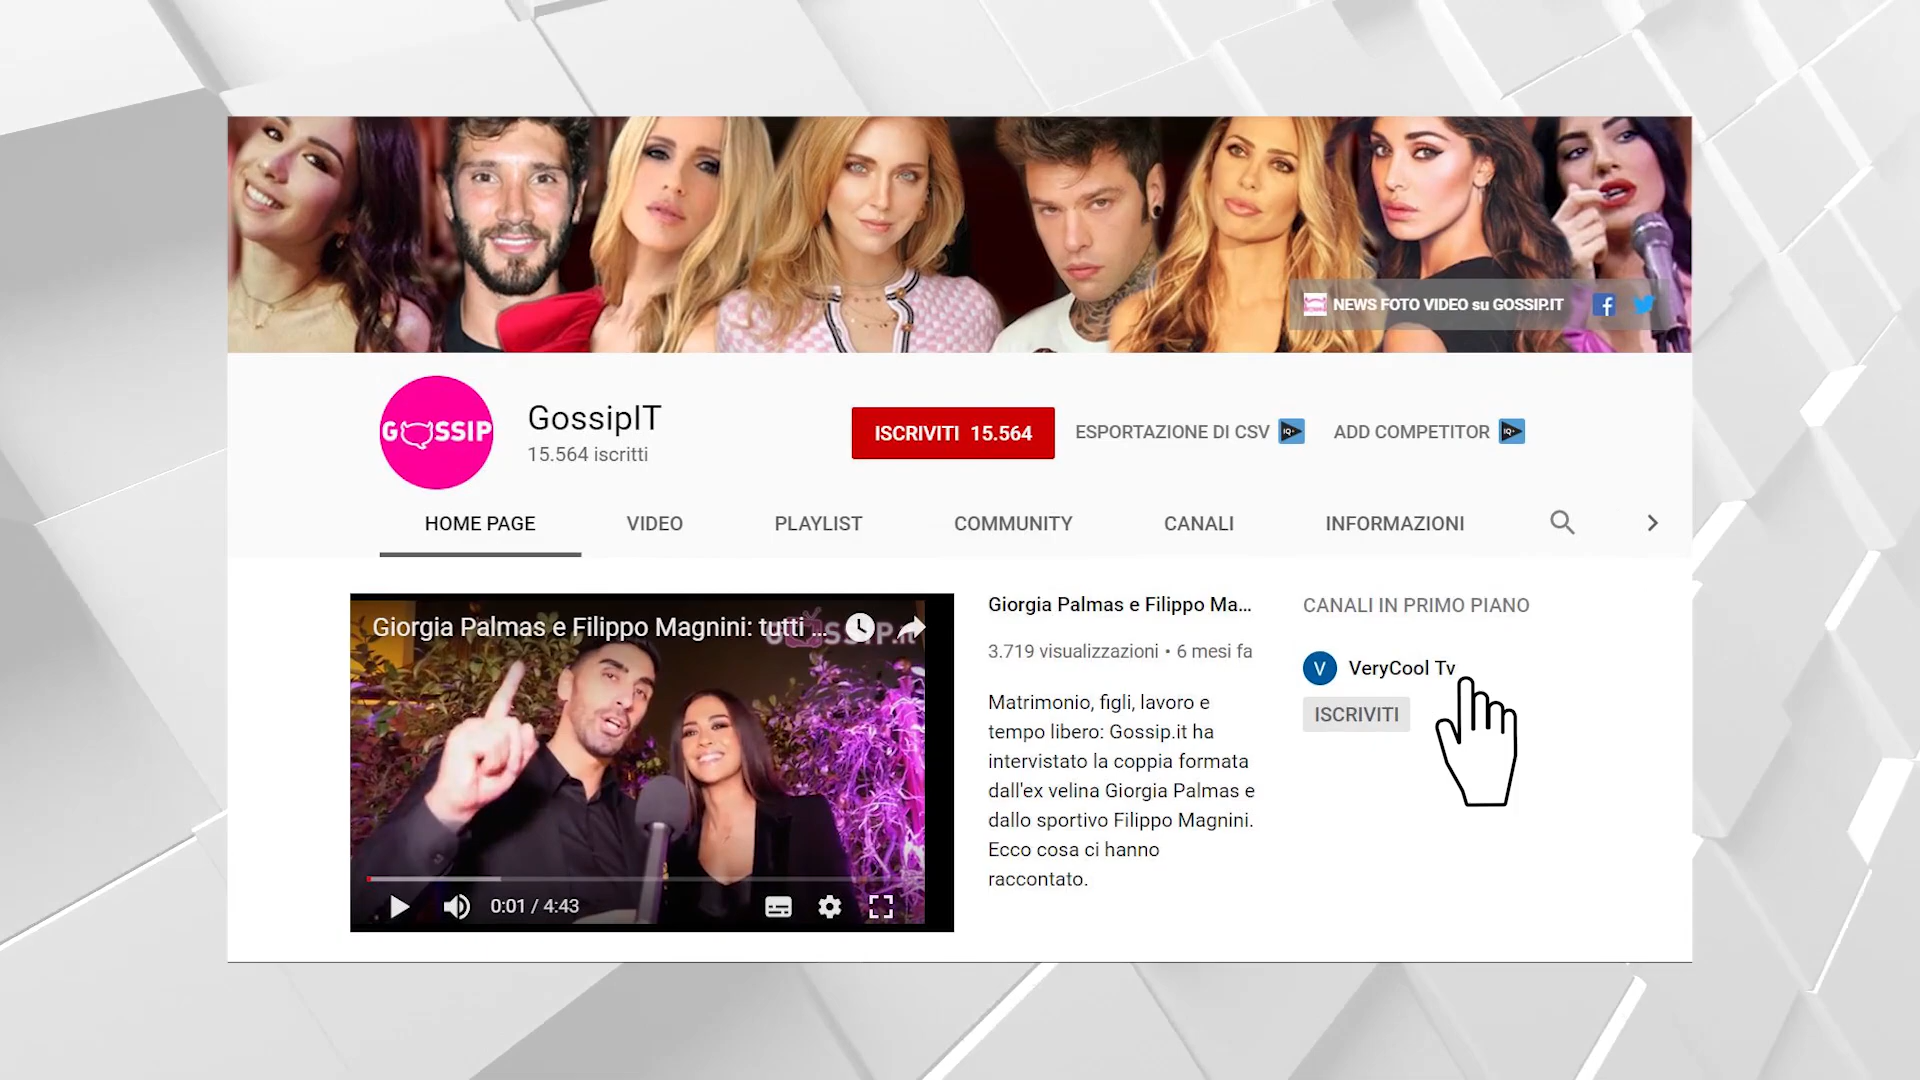 NEWS FOTO VIDEO su GOSSIP.IT
GOSSIP
GossipIT
15.564 iscritti
ISCRIVITI 15.564
ESPORTAZIONE DI CSV IQ+
ADD COMPETITOR IQ+
HOME PAGE
VIDEO
PLAYLIST
COMMUNITY
CANALI
INFORMAZIONI
Giorgia Palmas e Filippo Magnini: tutti ...
GOSSIP.it
0:01 / 4:43
Giorgia Palmas e Filippo Ma...
3.719 visualizzazioni • 6 mesi fa
Matrimonio, figli, lavoro e
tempo libero: Gossip.it ha
intervistato la coppia formata
dall'ex velina Giorgia Palmas e
dallo sportivo Filippo Magnini.
Ecco cosa ci hanno
raccontato.
CANALI IN PRIMO PIANO
V VeryCool Tv
ISCRIVITI